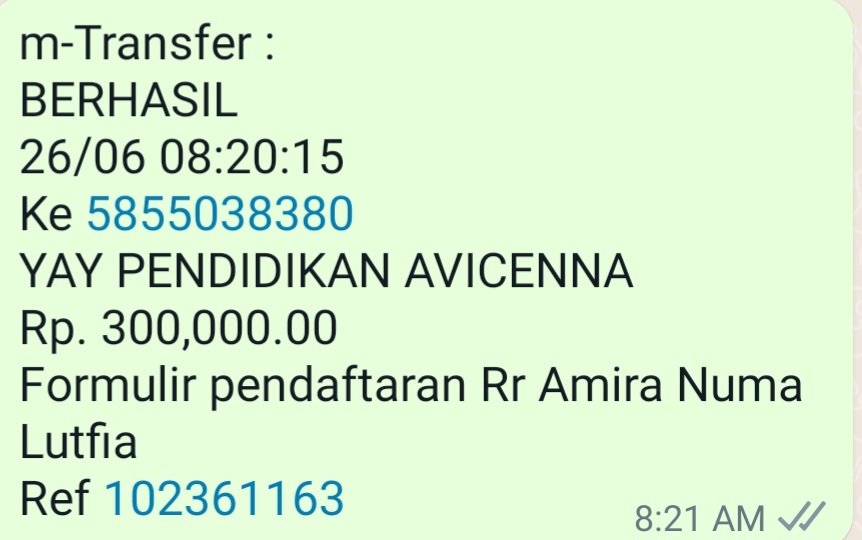 m-Transfer :
BERHASIL
26/06 08:20:15
Ke 5855038380
YAY PENDIDIKAN AVICENNA
Rp. 300,000.00
Formulir pendaftaran Rr Amira Numa
Lutfia
Ref 102361163
8:21 AM